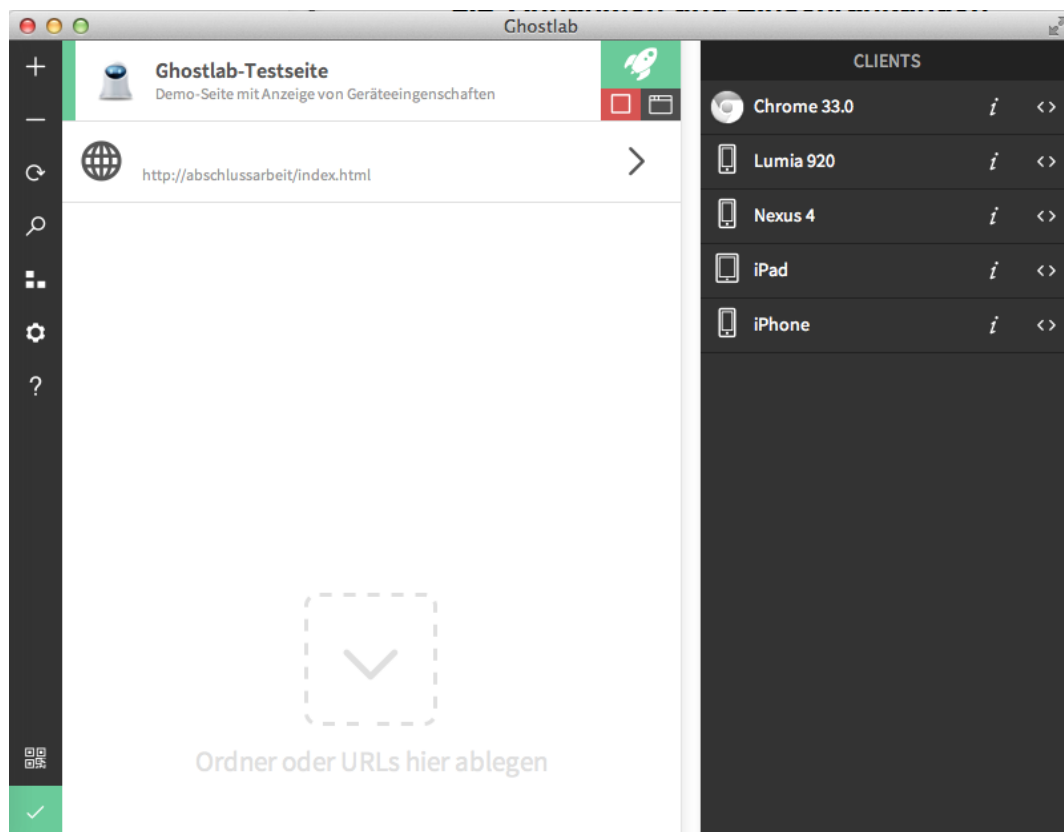 Ghostlab
Ghostlab-Testseite
Demo-Seite mit Anzeige von Geräteeingenschaften
http://abschlussarbeit/index.html
Ordner oder URLs hier ablegen
CLIENTS
Chrome 33.0
Lumia 920
Nexus 4
iPad
iPhone